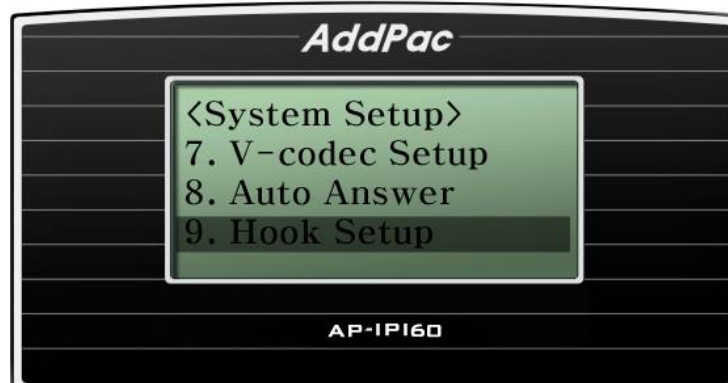 AddPac
<System Setup>
7. V-codec Setup
8. Auto Answer
9. Hook Setup
AP-IP160